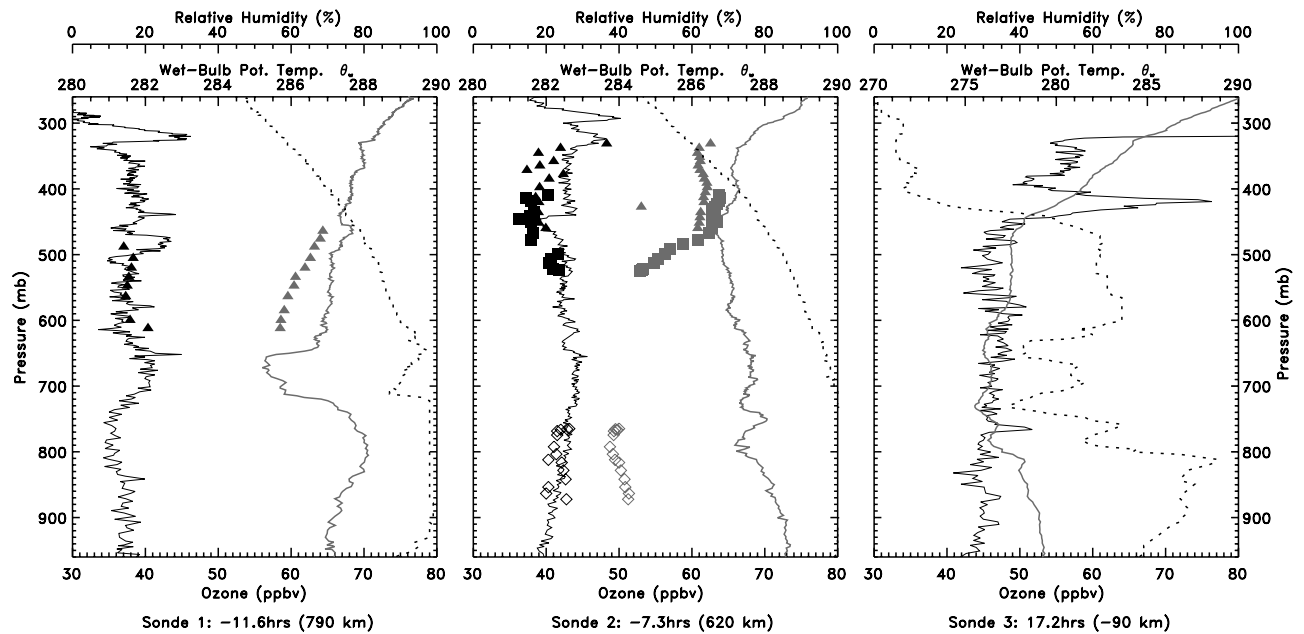 Relative Humidity (%) Relative Humidity (%) Relative Humidity (%)
0 20 40 60 80 100 0 20 40 60 80 100 0 20 40 60 80 100
Wet-Bulb Pot. Temp. θw Wet-Bulb Pot. Temp. θw Wet-Bulb Pot. Temp. θw
280 282 284 286 288 290 280 282 284 286 288 290 270 275 280 285 290
300 300
400 400
500 500
600 600
700 700
800 800
900 900
Pressure (mb) Pressure (mb)
30 40 50 60 70 80 30 40 50 60 70 80 30 40 50 60 70 80
Ozone (ppbv) Ozone (ppbv) Ozone (ppbv)
Sonde 1: −11.6hrs (790 km) Sonde 2: −7.3hrs (620 km) Sonde 3: 17.2hrs (−90 km)